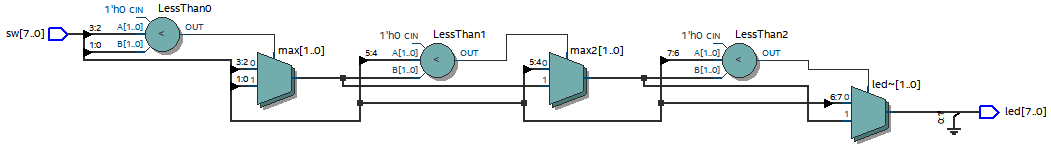 LessThan0
1'h0 CIN
sw[7..0]
3:2
A[1..0]
OUT
1:0
B[1..0]
<
max[1..0]
3:2
0
1:0
1
LessThan1
1'h0 CIN
5:4
A[1..0]
OUT
B[1..0]
<
max2[1..0]
5:4
0
1
LessThan2
1'h0 CIN
7:6
A[1..0]
OUT
B[1..0]
<
led~[1..0]
6:7
0
1
led[7..0]